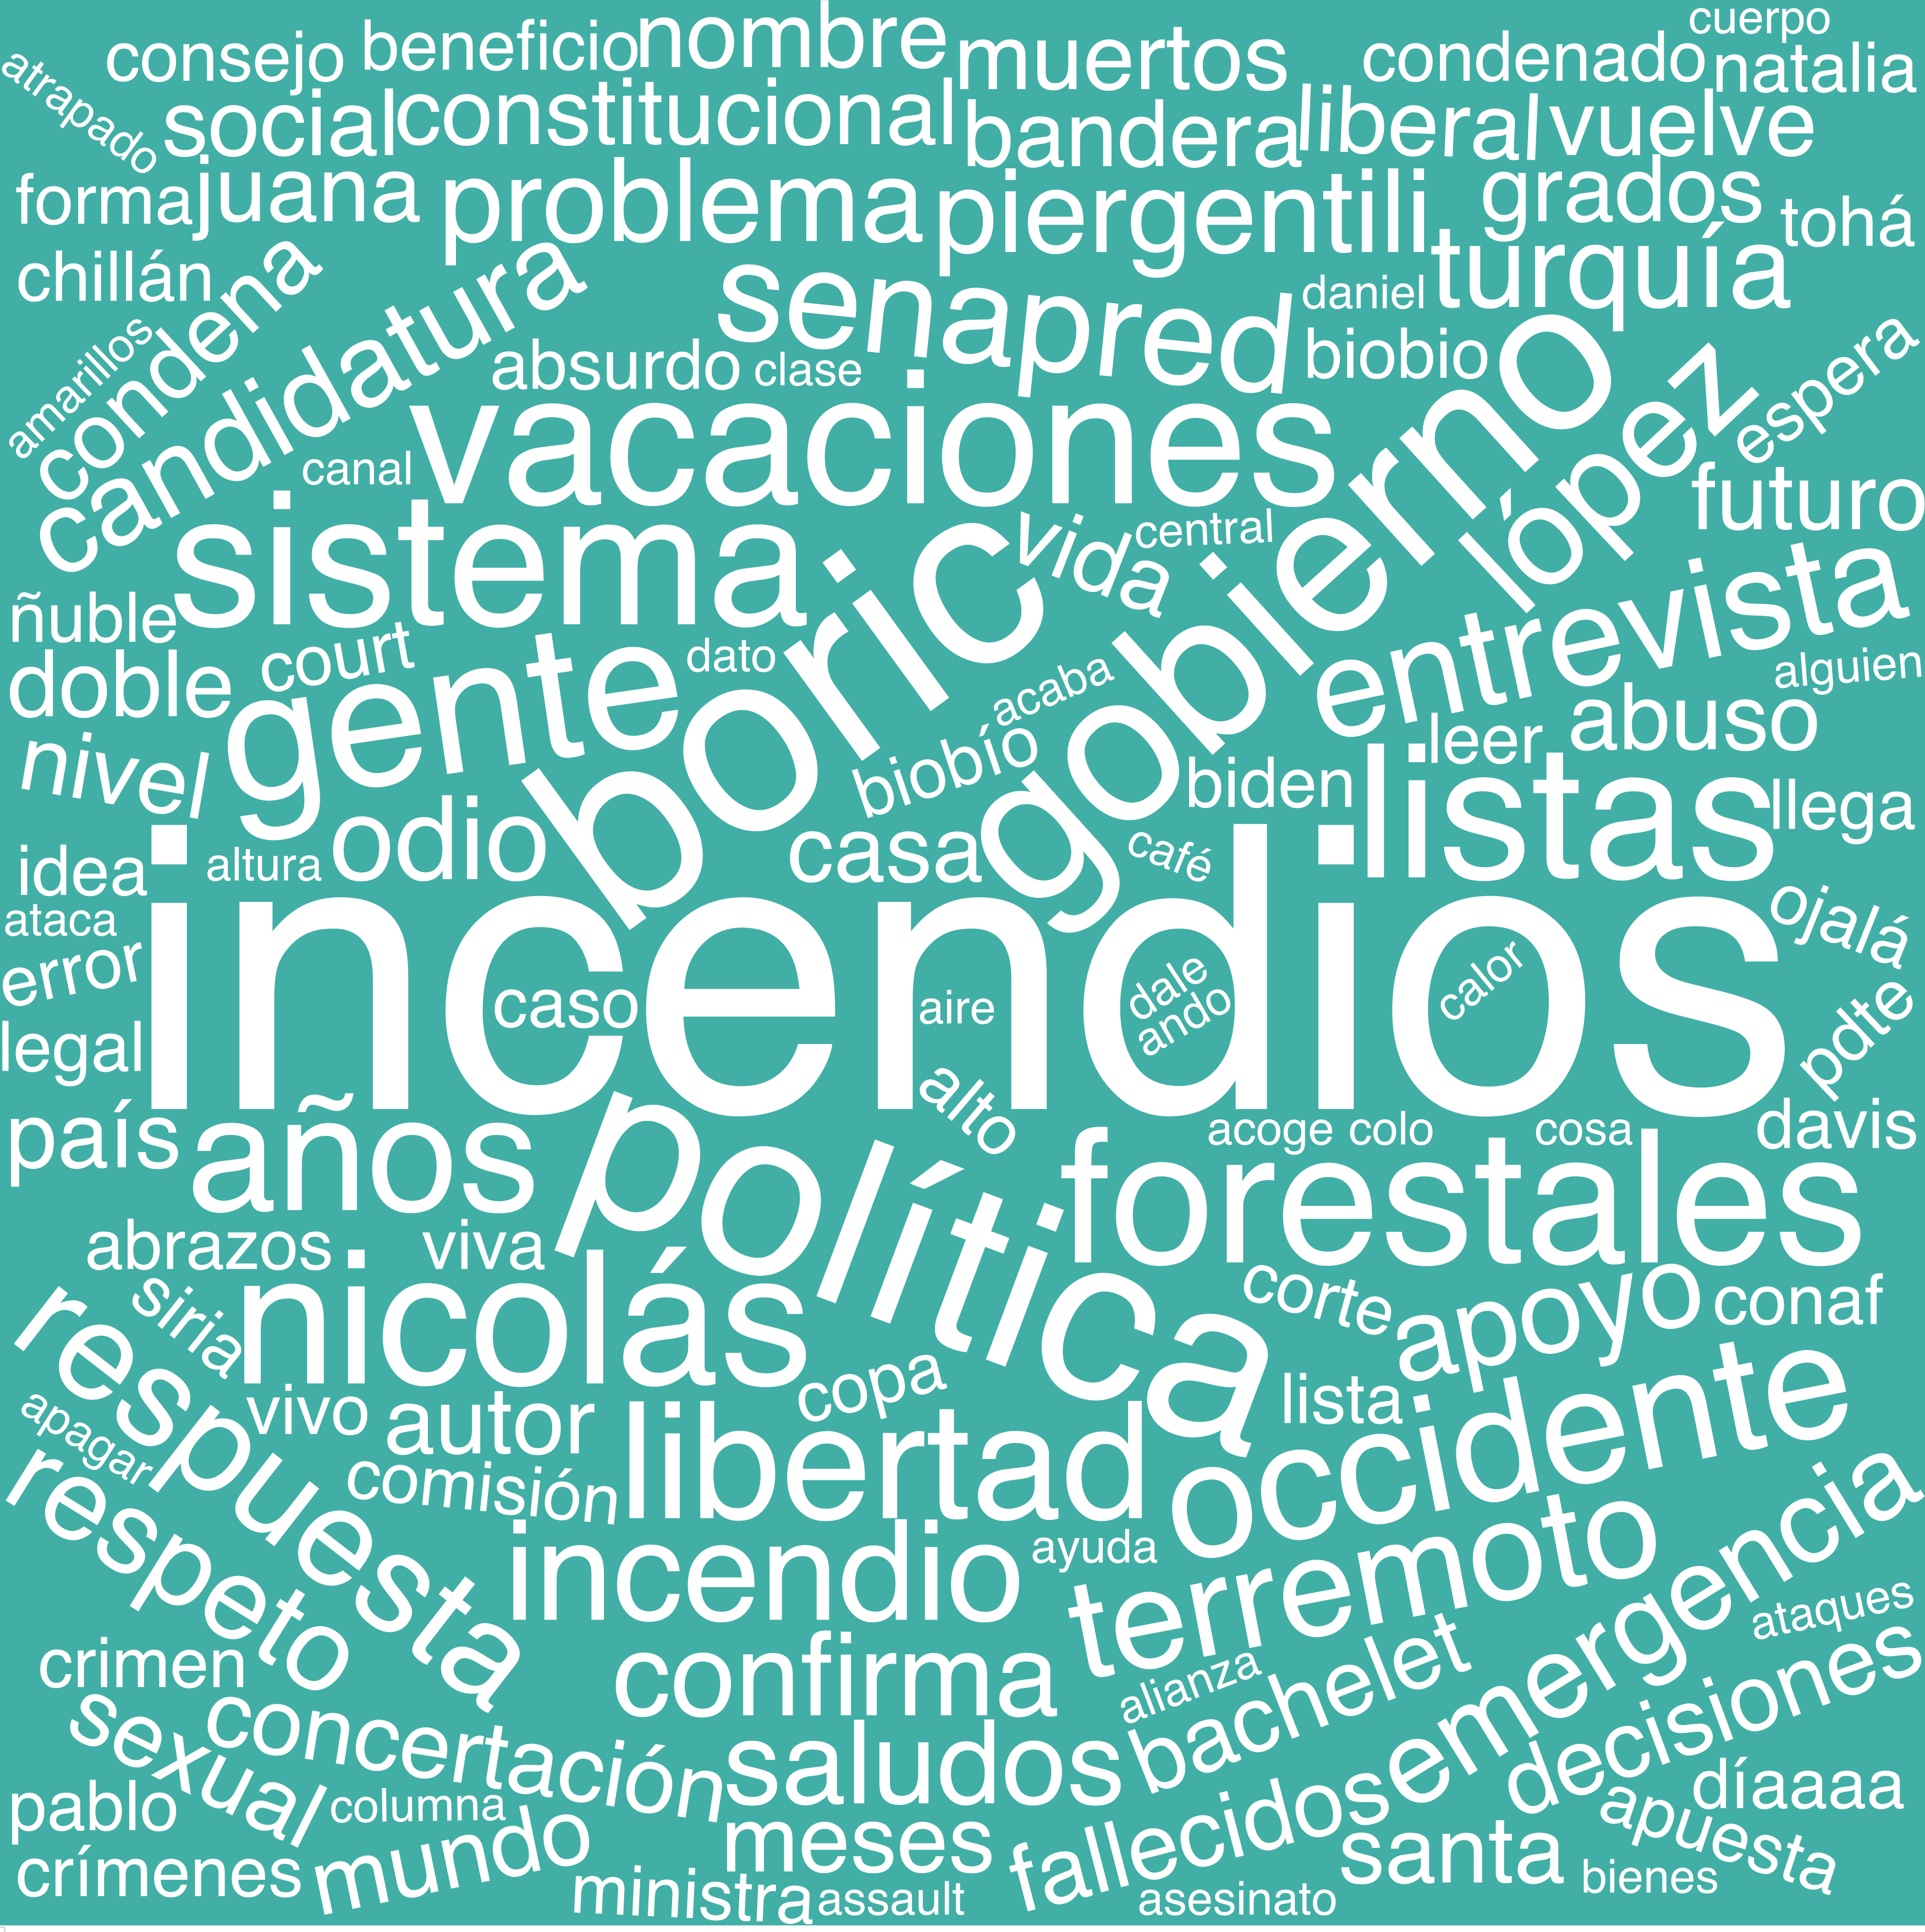 cuerpo
consejo beneficio nombre muertos condenado natalia
atrapado social constitucional bandera liberal vuelve
forma juana problema piergentili grados tohá
chillán condena candidatura senapred daniel turquía
amarillos absurdo clase biobio lópez espera
canal vacaciones gobierno futuro
sistema boric vida central entrevista
ñuble court dato alguien
doble gente acaba leer abuso
nivel biobío biden listas llega
idea altura odio casa café
ataca ojalá
error incendios caso aire dale ando calor
legal alto pdte
país años política acoge colo cosa davis
forestales
abrazos viva
siria nicolás corte apoyo conaf
respuesta copa lista occidente
apagar vivo autor libertad
respeto comisión
incendio ayuda terremoto emergencia
ataques
crimen confirma alianza bachelet decisiones
sexual concertación saludos díaaaa
pablo columna apuesta
crímenes mundo meses fallecidos santa bienes
ministra assault asesinato